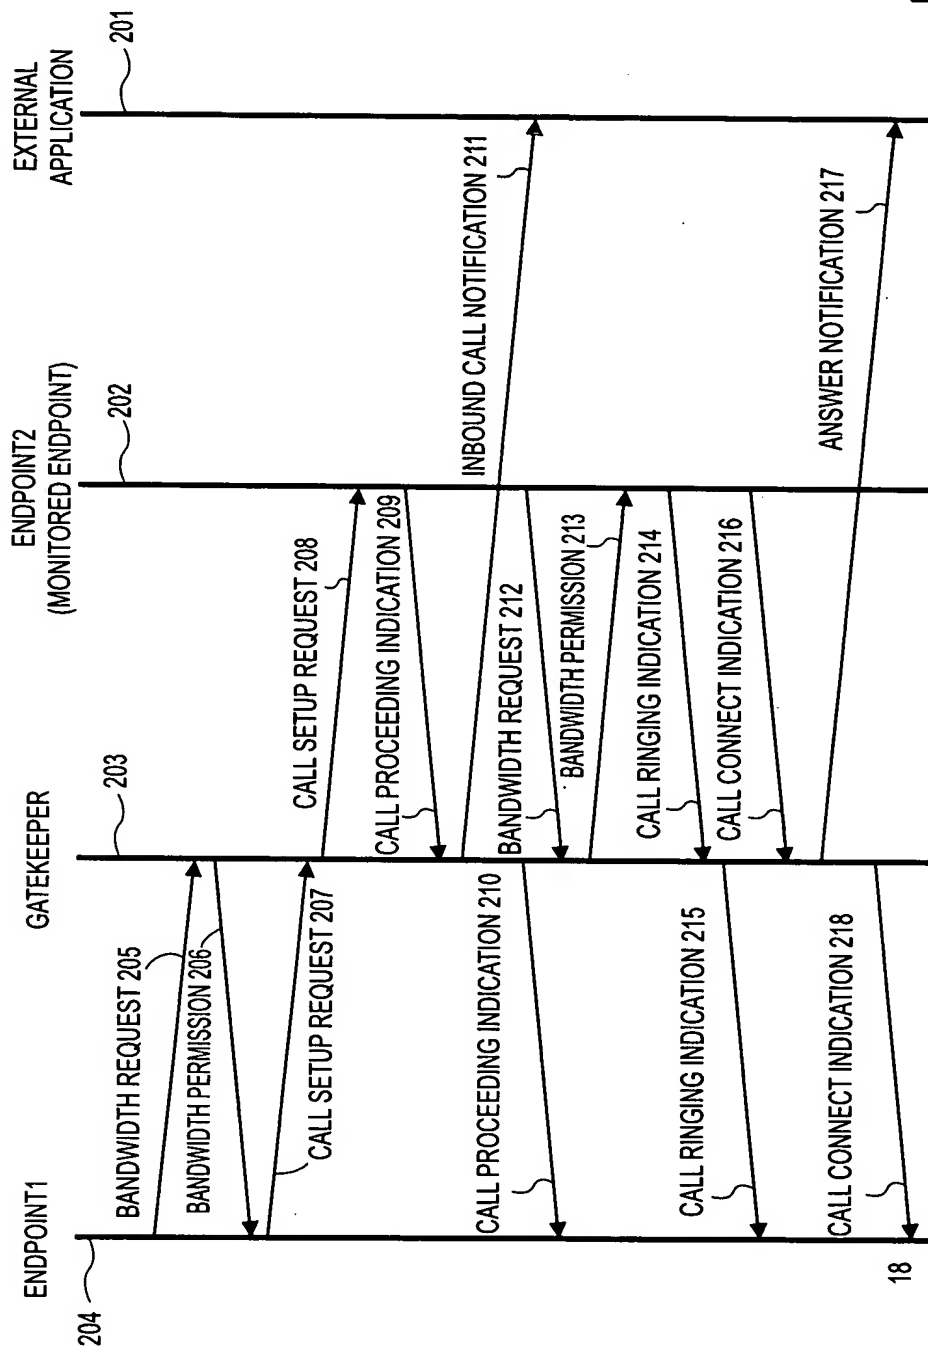 ENDPOINT1
204
GATEKEEPER
203
ENDPOINT2
(MONITORED ENDPOINT)
202
EXTERNAL
APPLICATION
201
BANDWIDTH REQUEST 205
BANDWIDTH PERMISSION 206
CALL SETUP REQUEST 207
CALL SETUP REQUEST 208
CALL PROCEEDING INDICATION 209
CALL PROCEEDING INDICATION 210
INBOUND CALL NOTIFICATION 211
BANDWIDTH REQUEST 212
BANDWIDTH PERMISSION 213
CALL RINGING INDICATION 214
CALL RINGING INDICATION 215
CALL CONNECT INDICATION 216
ANSWER NOTIFICATION 217
CALL CONNECT INDICATION 218
18